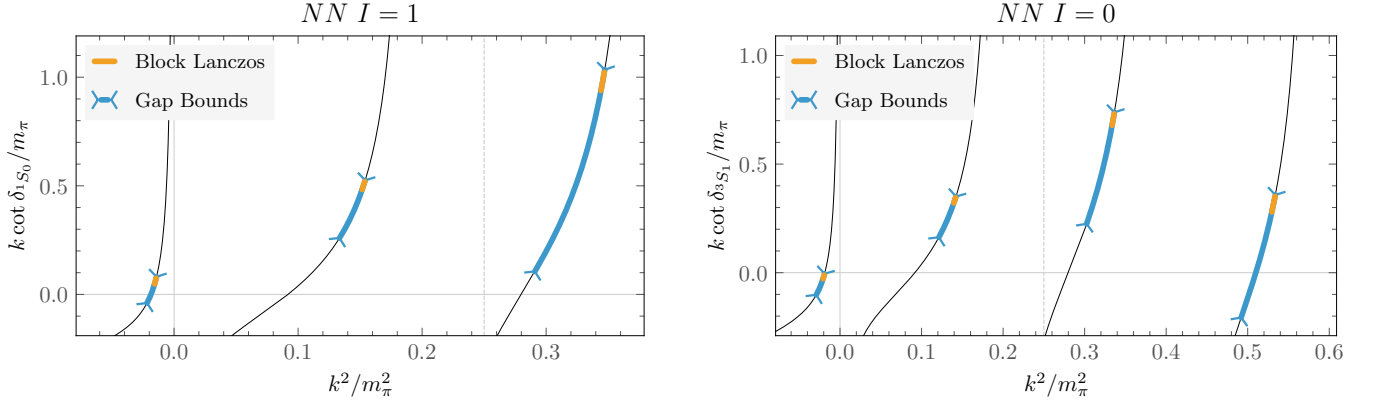 NN I = 1
k cot δ¹S₀/mπ
1.0
0.5
0.0
Block Lanczos
Gap Bounds
0.0 0.1 0.2 0.3
k²/m²π
NN I = 0
k cot δ³S₁/mπ
1.0
0.5
0.0
Block Lanczos
Gap Bounds
0.0 0.1 0.2 0.3 0.4 0.5 0.6
k²/m²π